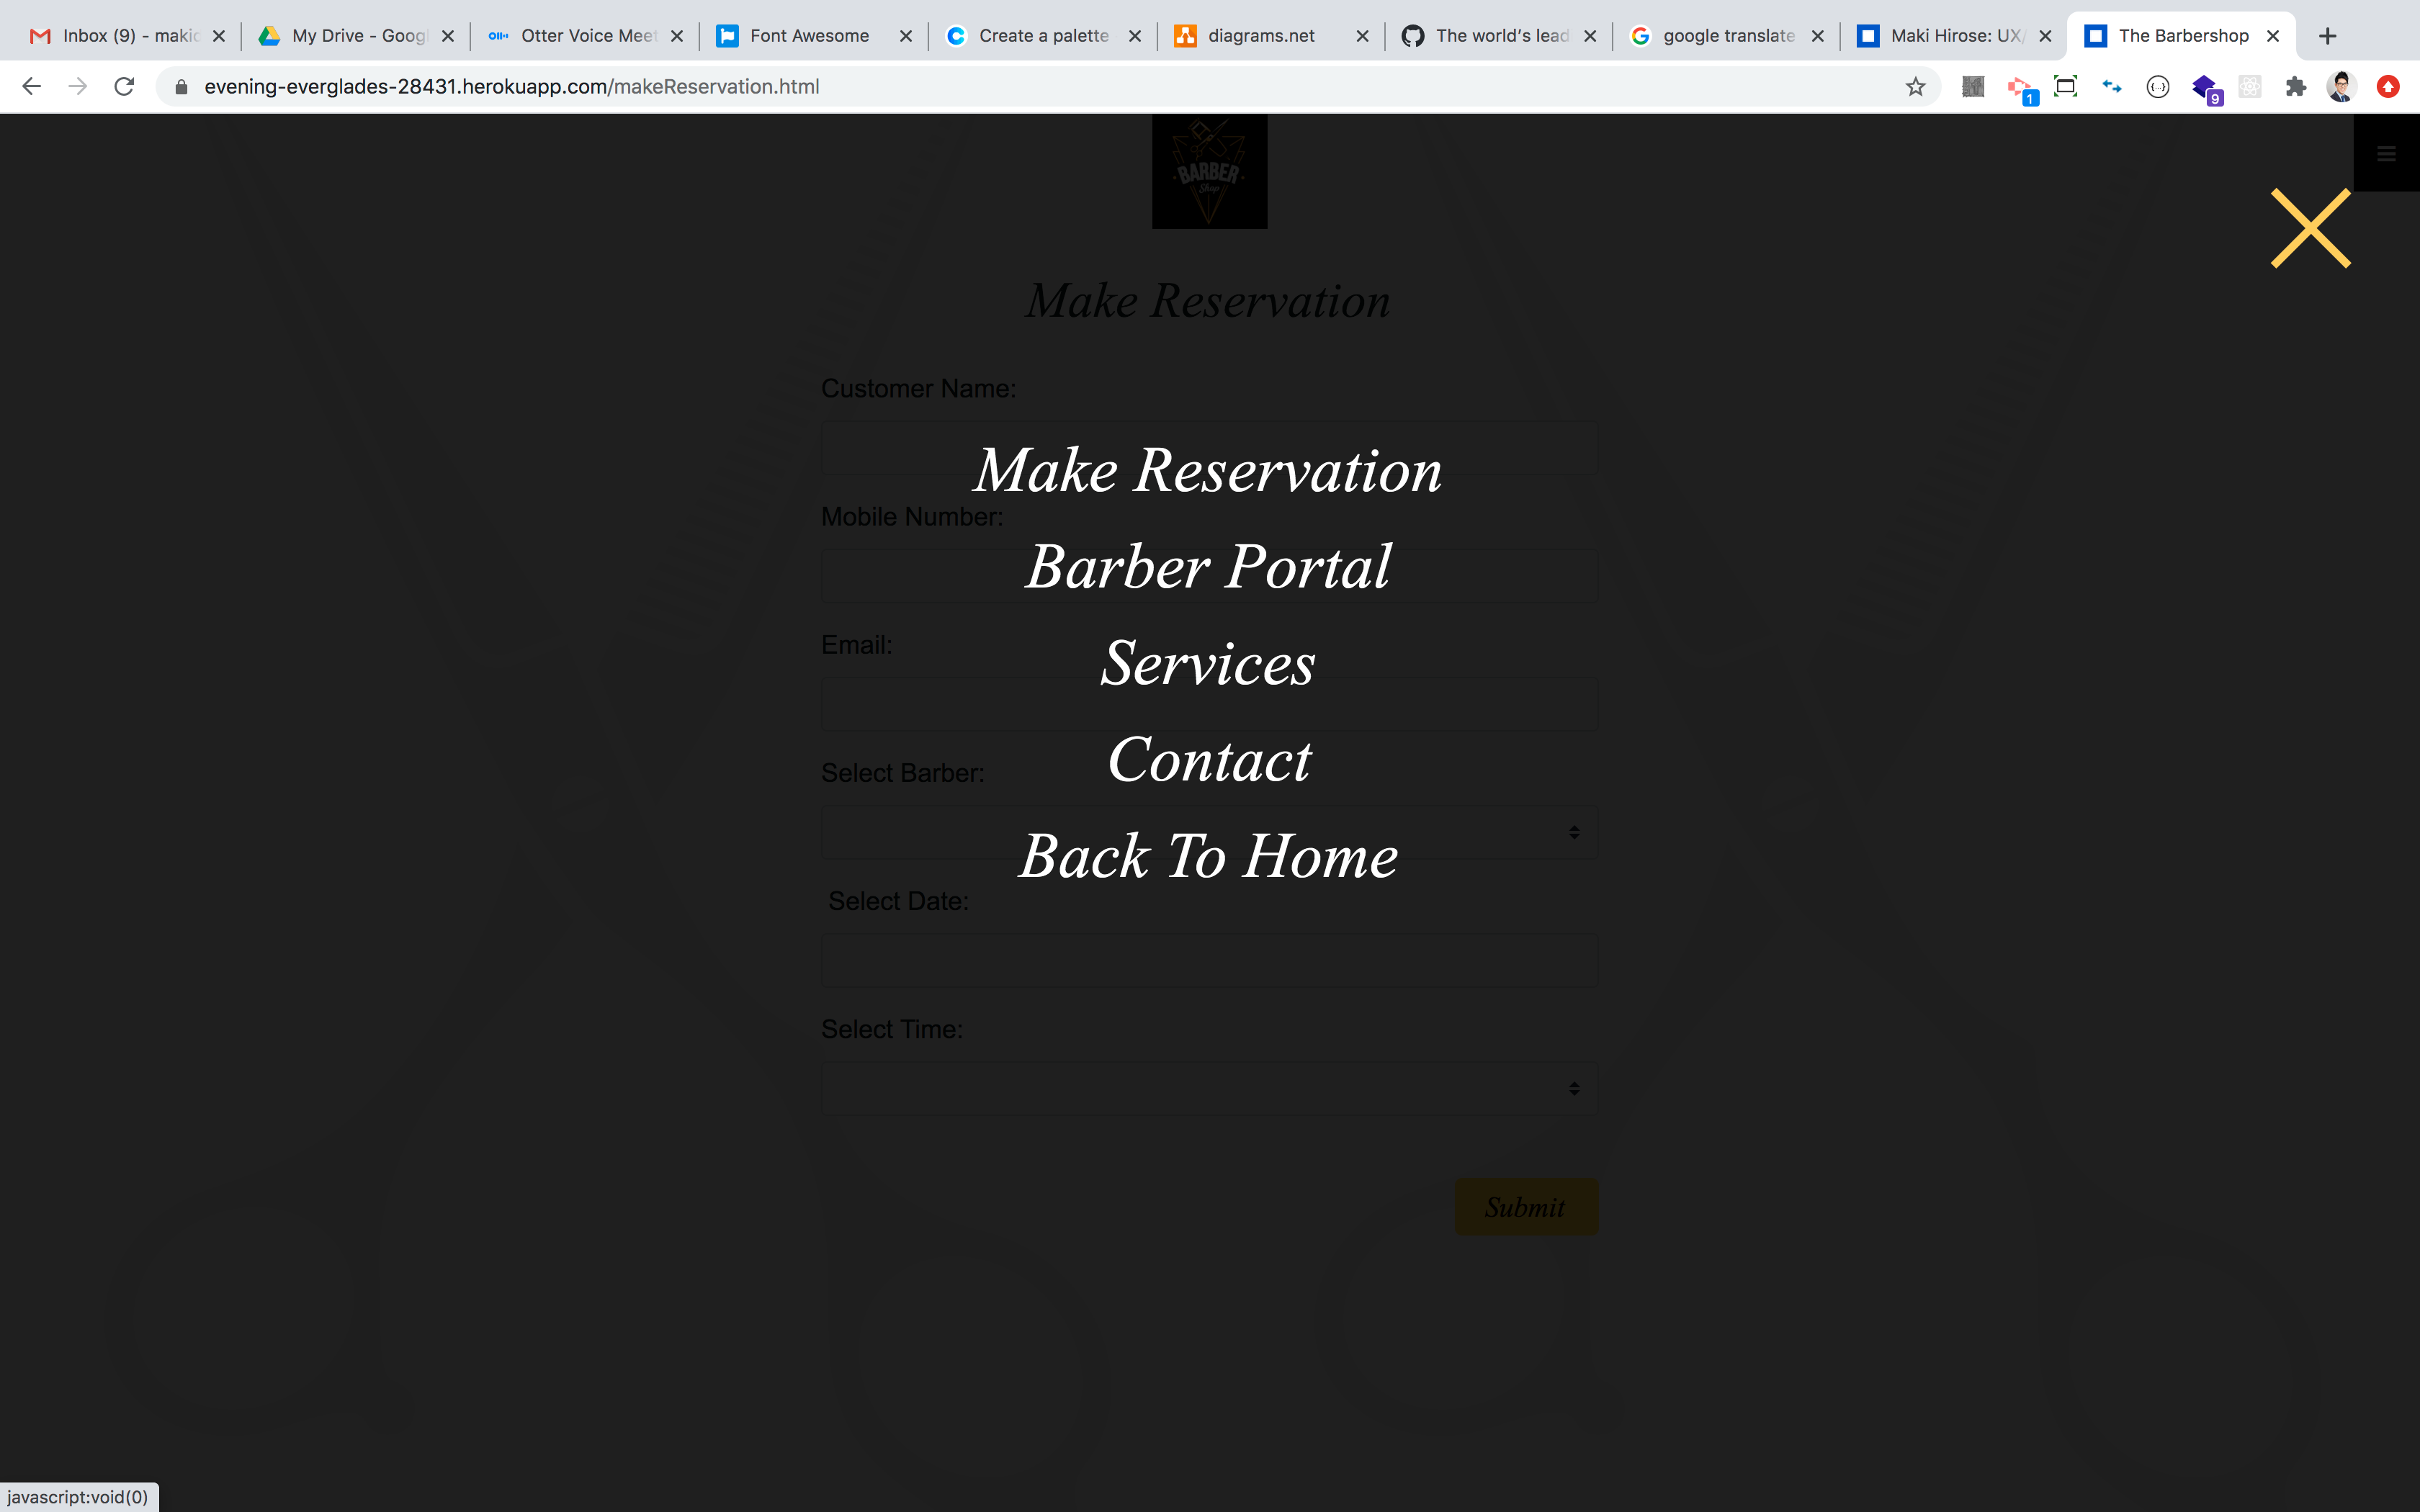 Inbox (9) - makic
My Drive - Googl
Otter Voice Meet
Font Awesome
Create a palette
diagrams.net
The world's lead
google translate
Maki Hirose: UX/
The Barbershop
evening-everglades-28431.herokuapp.com/makeReservation.html
1
9
BARBER
Shop
Make Reservation
Customer Name:
Make Reservation
Mobile Number:
Barber Portal
Email:
Services
Contact
Select Barber:
Back To Home
Select Date:
Select Time:
Submit
javascript:void(0)